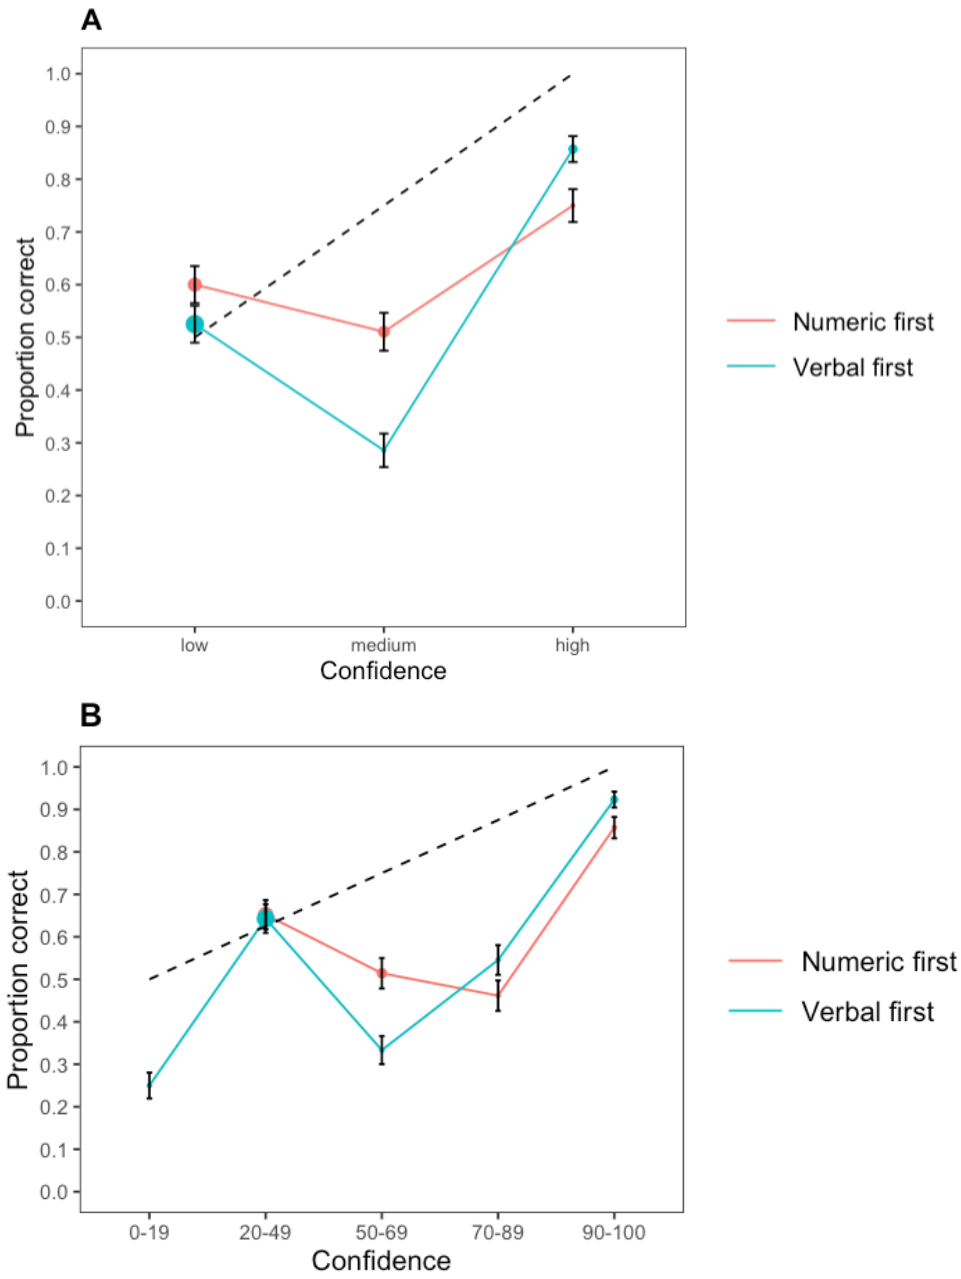 A
1.0
0.9
0.8
0.7
0.6
0.5
0.4
0.3
0.2
0.1
0.0
Proportion correct
low medium high
Confidence
Numeric first
Verbal first
B
1.0
0.9
0.8
0.7
0.6
0.5
0.4
0.3
0.2
0.1
0.0
Proportion correct
0-19 20-49 50-69 70-89 90-100
Confidence
Numeric first
Verbal first